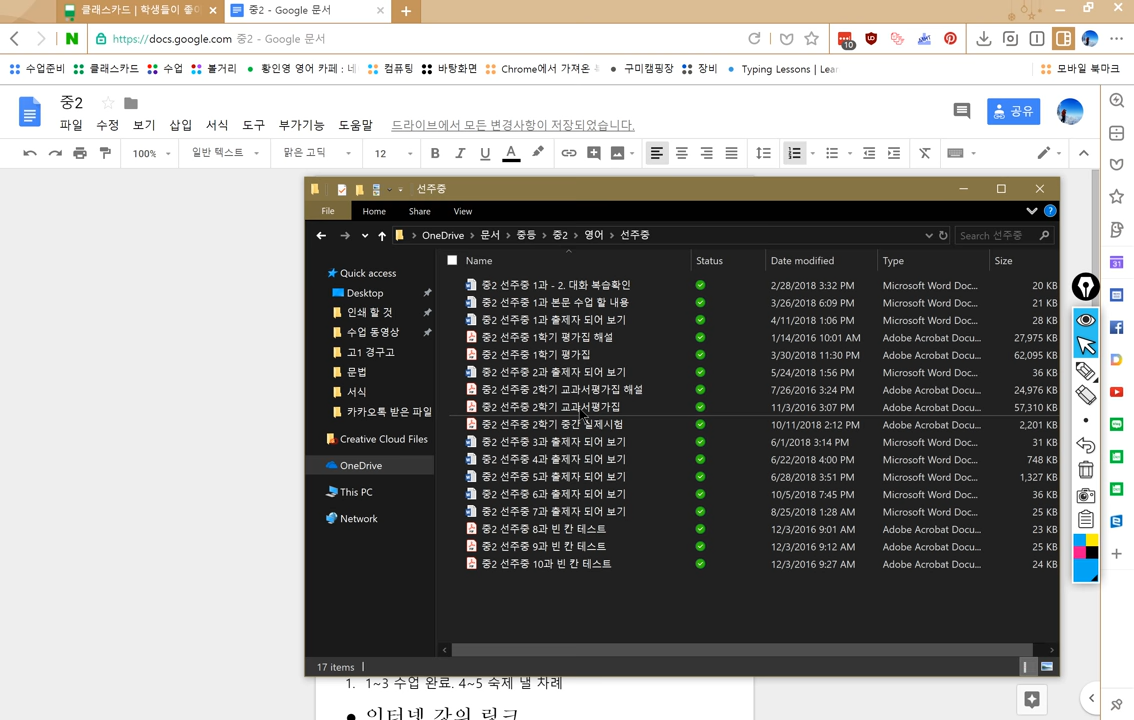 클래스카드 | 학생들이 좋아
중2 - Google 문서
https://docs.google.com 중2 - Google 문서
10
수업준비
클래스카드
수업
볼거리
황인영 영어 카페 : 네
컴퓨팅
바탕화면
Chrome에서 가져온
구미캠핑장
장비
Typing Lessons | Lear
모바일 북마크
중2
파일 수정 보기 삽입 서식 도구 부가기능 도움말 드라이브에서 모든 변경사항이 저장되었습니다.
공유
100% 일반 텍스트 맑은 고딕 12 B I U A
선주중
File Home Share View
OneDrive > 문서 > 중등 > 중2 > 영어 > 선주중
Search 선주중
Name Status Date modified Type Size
Quick access
Desktop
인쇄 할 것
수업 동영상
고1 경구고
문법
서식
카카오톡 받은 파일
Creative Cloud Files
OneDrive
This PC
Network
중2 선주중 1과 - 2. 대화 복습확인 2/28/2018 3:32 PM Microsoft Word Doc... 20 KB
중2 선주중 1과 본문 수업 할 내용 3/26/2018 6:09 PM Microsoft Word Doc... 21 KB
중2 선주중 1과 출제자 되어 보기 4/11/2018 1:06 PM Microsoft Word Doc... 28 KB
중2 선주중 1학기 평가집 해설 1/14/2016 10:01 AM Adobe Acrobat Docu... 27,975 KB
중2 선주중 1학기 평가집 3/30/2018 11:30 PM Adobe Acrobat Docu... 62,095 KB
중2 선주중 2과 출제자 되어 보기 5/24/2018 1:56 PM Microsoft Word Doc... 36 KB
중2 선주중 2학기 교과서평가집 해설 7/26/2016 3:24 PM Adobe Acrobat Docu... 24,976 KB
중2 선주중 2학기 교과서평가집 11/3/2016 3:07 PM Adobe Acrobat Docu... 57,310 KB
중2 선주중 2학기 중간 실제시험 10/11/2018 2:12 PM Adobe Acrobat Docu... 2,201 KB
중2 선주중 3과 출제자 되어 보기 6/1/2018 3:14 PM Microsoft Word Doc... 31 KB
중2 선주중 4과 출제자 되어 보기 6/22/2018 4:00 PM Microsoft Word Doc... 748 KB
중2 선주중 5과 출제자 되어 보기 6/28/2018 3:51 PM Microsoft Word Doc... 1,327 KB
중2 선주중 6과 출제자 되어 보기 10/5/2018 7:45 PM Microsoft Word Doc... 36 KB
중2 선주중 7과 출제자 되어 보기 8/25/2018 1:28 AM Microsoft Word Doc... 25 KB
중2 선주중 8과 빈 칸 테스트 12/3/2016 9:01 AM Adobe Acrobat Docu... 23 KB
중2 선주중 9과 빈 칸 테스트 12/3/2016 9:12 AM Adobe Acrobat Docu... 25 KB
중2 선주중 10과 빈 칸 테스트 12/3/2016 9:27 AM Adobe Acrobat Docu... 24 KB
17 items
1. 1~3 수업 완료. 4~5 숙제 낼 차례
● 인터넷 강의 링크
31